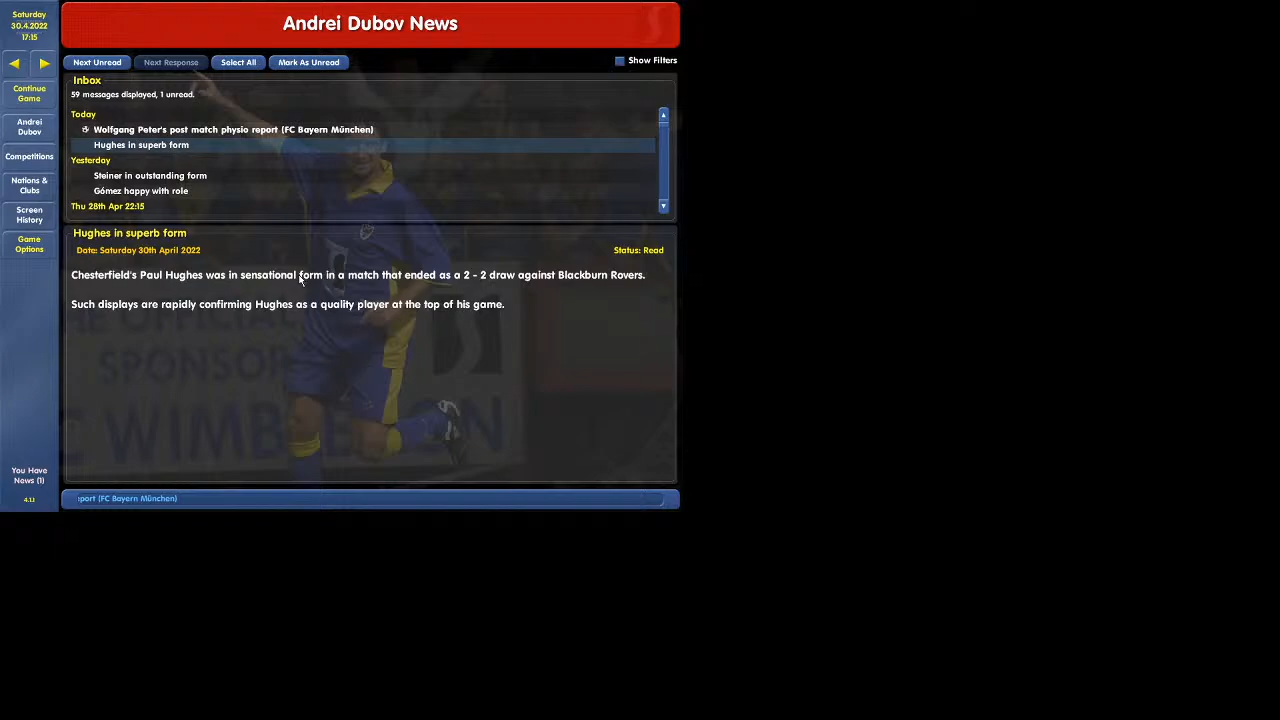 Saturday
30.4.2022
17:15
Andrei Dubov News
Next Unread
Next Response
Select All
Mark As Unread
Show Filters
Continue
Game
Andrei
Dubov
Competitions
Nations &
Clubs
Screen
History
Game
Options
You Have
News (1)
4.1.1
Inbox
59 messages displayed, 1 unread.
Today
Wolfgang Peter's post match physio report (FC Bayern München)
Hughes in superb form
Yesterday
Steiner in outstanding form
Gómez happy with role
Thu 28th Apr 22:15
Hughes in superb form
Date: Saturday 30th April 2022
Status: Read
Chesterfield's Paul Hughes was in sensational form in a match that ended as a 2 - 2 draw against Blackburn Rovers.
Such displays are rapidly confirming Hughes as a quality player at the top of his game.
SPONSOR
port (FC Bayern München)